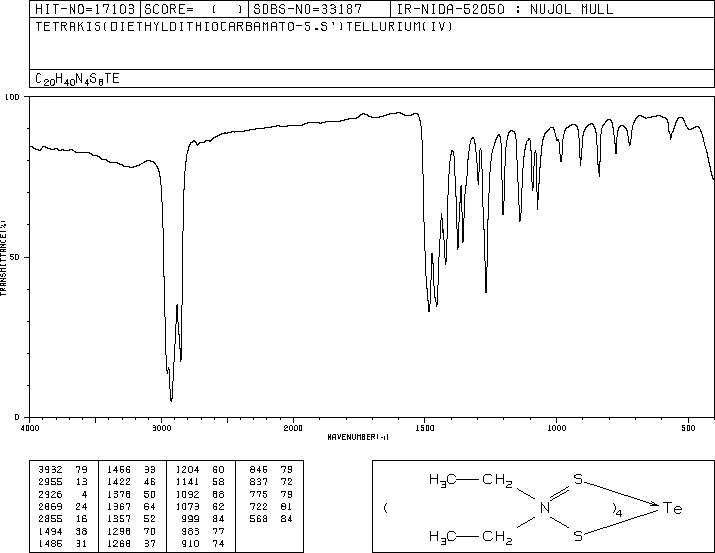 HIT-NO=17103 SCORE= ( ) SDBS-NO=33187 IR-NIDA-52050 : NUJOL MULL
TETRAKIS(DIETHYLDITHIOCARBAMATO-S.S')TELLURIUM(IV)
C20H40N4S8TE
100
50
0
TRANSMITTANCE(%)
4000 3000 2000 1500 1000 500
WAVENUMBER(-1)
3932 79 1456 33 1204 60 846 79
2955 13 1422 46 1141 58 837 72
2926 4 1378 50 1092 68 775 79
2869 24 1367 64 1073 62 722 81
2855 16 1357 52 999 84 568 84
1494 38 1298 70 983 77
1485 31 1268 37 910 74
H3C CH2 S
( N )4 Te
H3C CH2 S